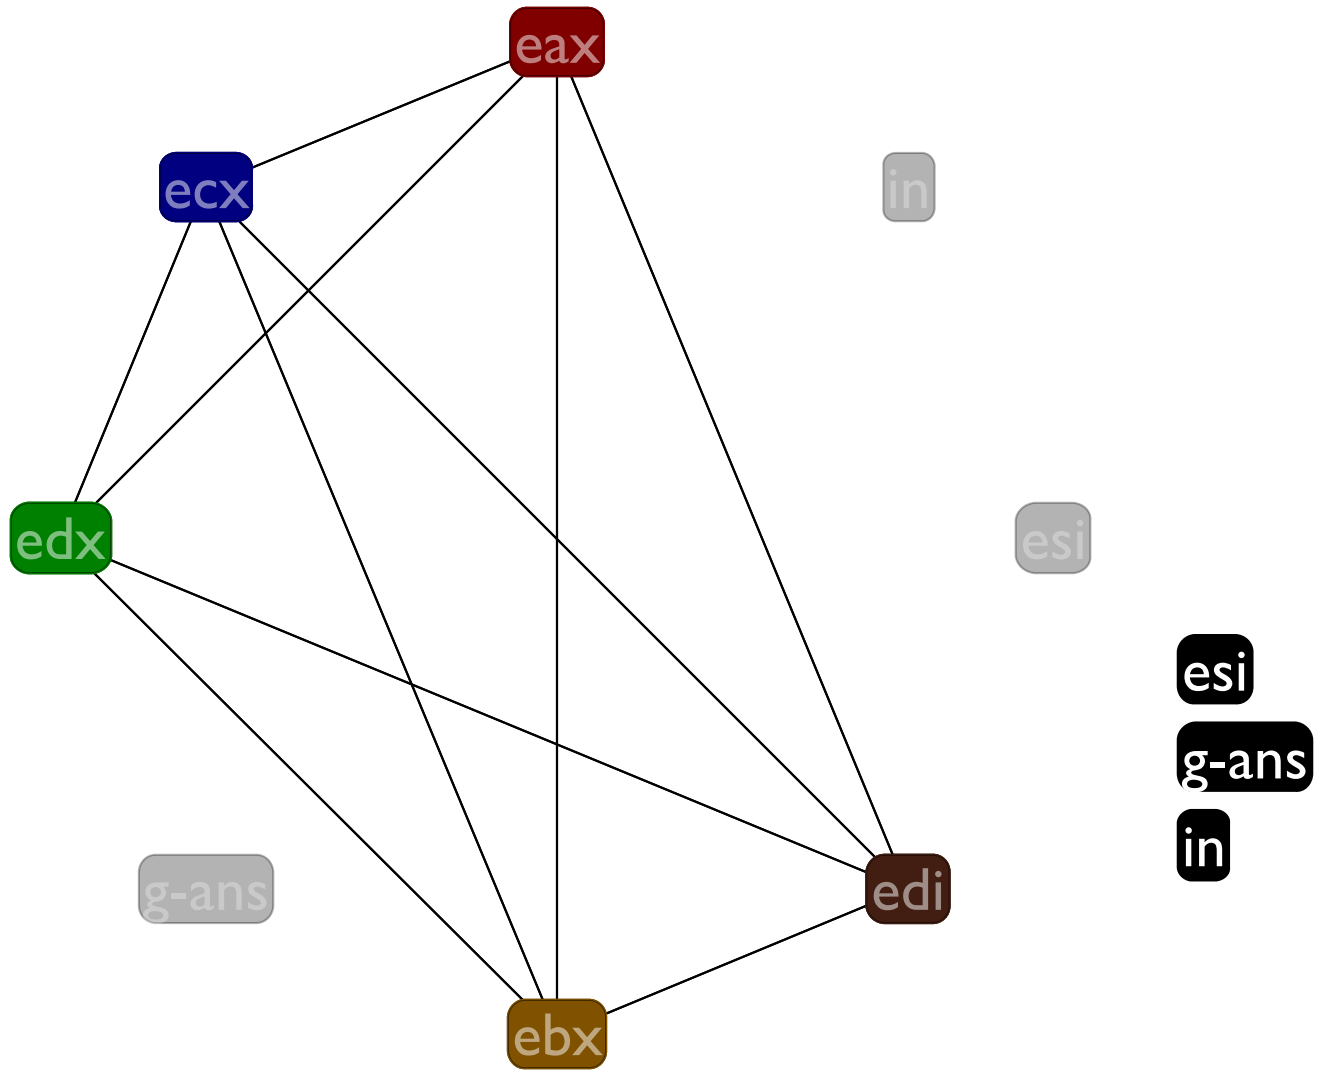 eax
ecx
in
edx
esi
esi
g-ans
in
g-ans
edi
ebx